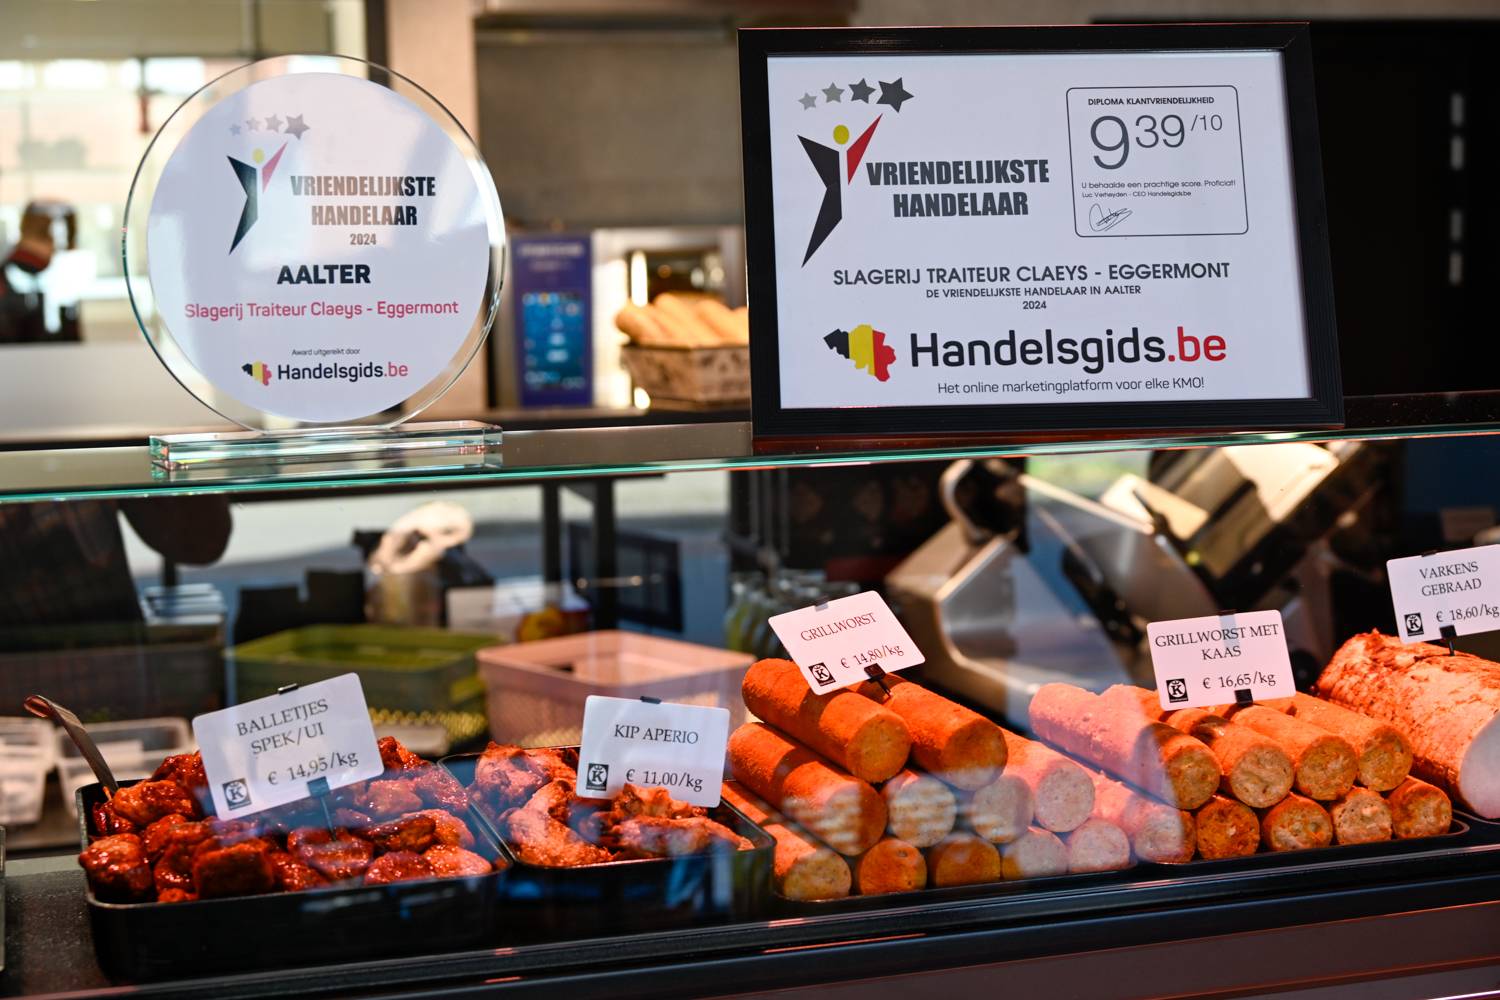 VRIENDELIJKSTE
HANDELAAR
2024
AALTER
Slagerij Traiteur Claeys - Eggermont
Award uitgereikt door
Handelsgids.be
DIPLOMA KLANTVRIENDELIJKHEID
9 39 /10
U behaalde een prachtige score. Proficiat!
Luc Verheyden - CEO Handelsgids.be
VRIENDELIJKSTE
HANDELAAR
SLAGERIJ TRAITEUR CLAEYS - EGGERMONT
DE VRIENDELIJKSTE HANDELAAR IN AALTER
2024
Handelsgids.be
Het online marketingplatform voor elke KMO!
BALLETJES
SPEK/UI
K
€ 14,95/kg
KIP APERIO
K
€ 11,00/kg
GRILLWORST
K
€ 14,80/kg
GRILLWORST MET
KAAS
K
€ 16,65/kg
VARKENS
GEBRAAD
K
€ 18,60/kg